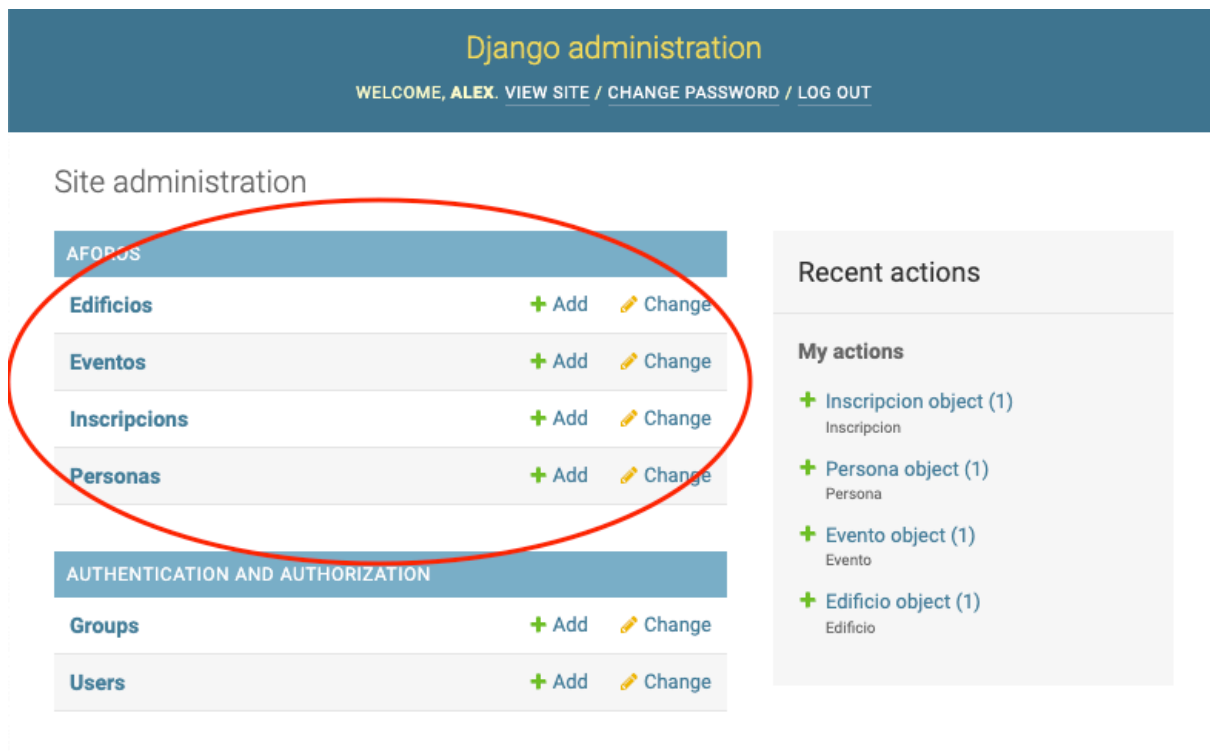 Django administration
WELCOME, ALEX. VIEW SITE / CHANGE PASSWORD / LOG OUT
Site administration
AFOROS
Edificios + Add Change
Eventos + Add Change
Inscripcions + Add Change
Personas + Add Change
AUTHENTICATION AND AUTHORIZATION
Groups + Add Change
Users + Add Change
Recent actions
My actions
+ Inscripcion object (1)
Inscripcion
+ Persona object (1)
Persona
+ Evento object (1)
Evento
+ Edificio object (1)
Edificio